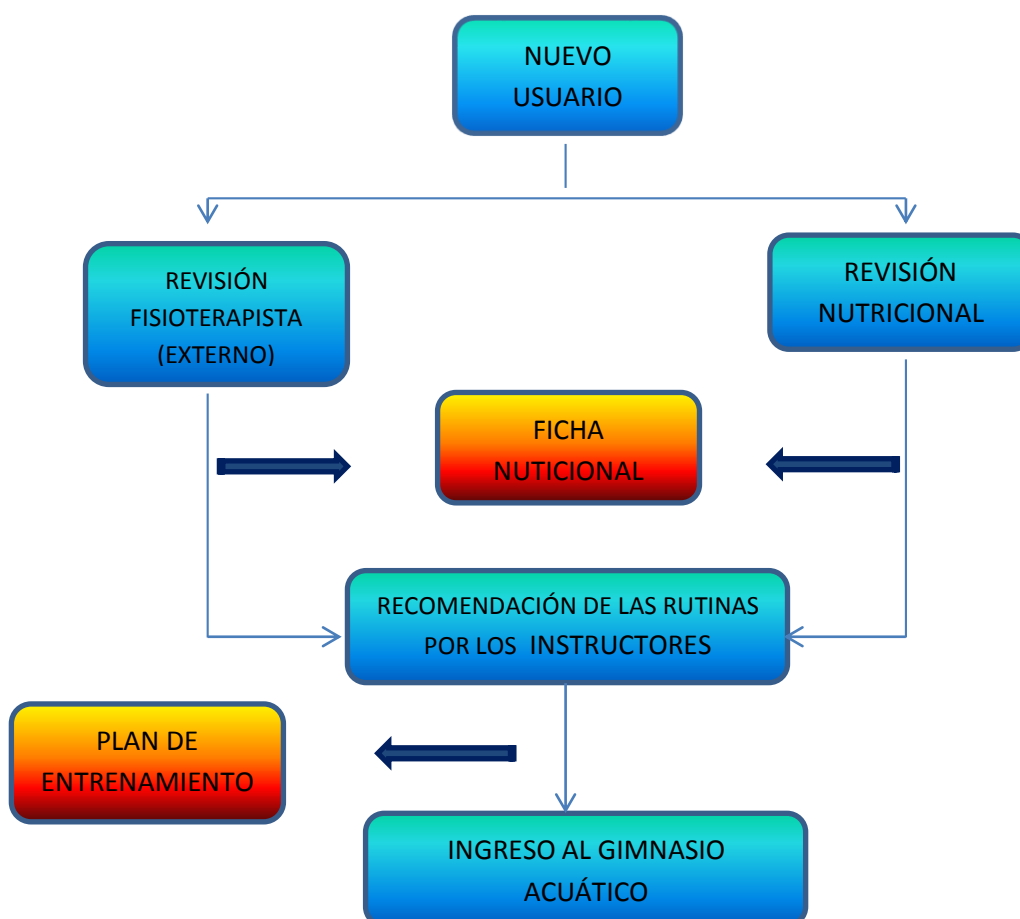 NUEVO
USUARIO
REVISIÓN
FISIOTERAPISTA
(EXTERNO)
REVISIÓN
NUTRICIONAL
FICHA
NUTICIONAL
RECOMENDACIÓN DE LAS RUTINAS
POR LOS INSTRUCTORES
PLAN DE
ENTRENAMIENTO
INGRESO AL GIMNASIO
ACUÁTICO